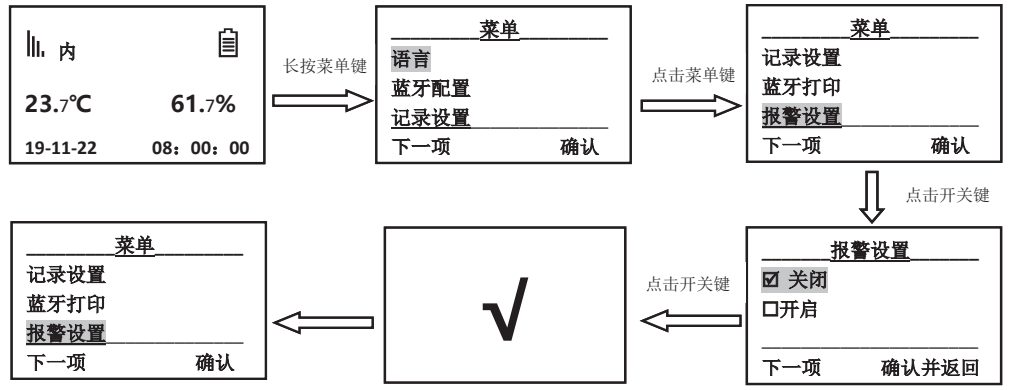 内
23.7℃ 61.7%
19-11-22 08：00：00
长按菜单键
菜单
语言
蓝牙配置
记录设置
下一项 确认
点击菜单键
菜单
记录设置
蓝牙打印
报警设置
下一项 确认
点击开关键
报警设置
☑ 关闭
☐开启
下一项 确认并返回
点击开关键
√
菜单
记录设置
蓝牙打印
报警设置
下一项 确认